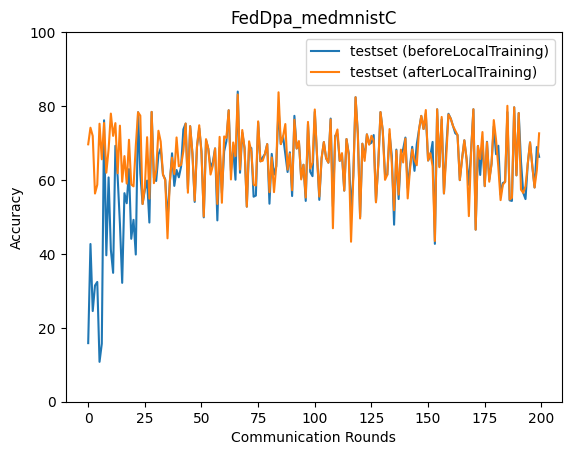 FedDpa_medmnistC
testset (beforeLocalTraining)
testset (afterLocalTraining)
100
80
60
40
20
0
Accuracy
0 25 50 75 100 125 150 175 200
Communication Rounds